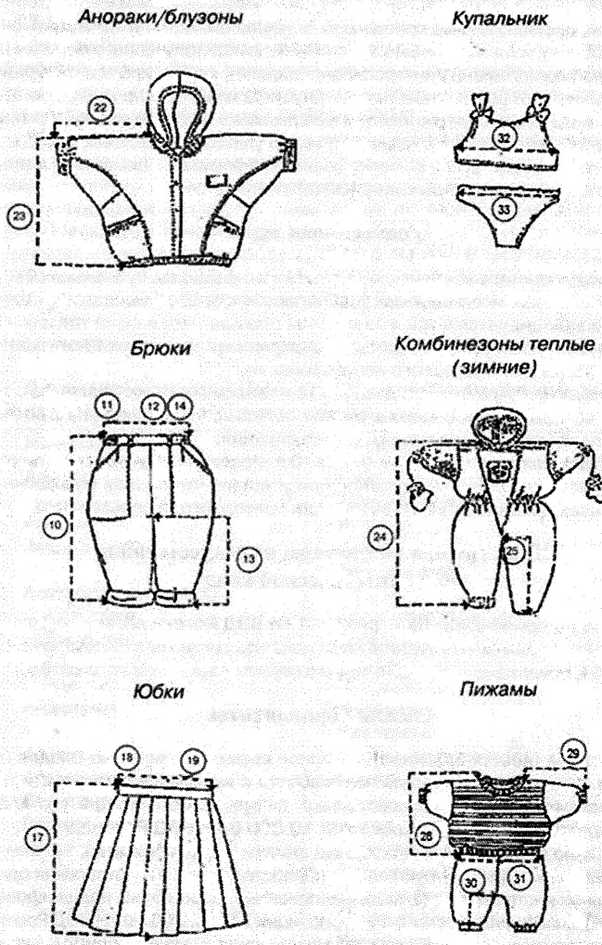 Анораки/блузоны
Купальник
22
23
32
33
Брюки
Комбинезоны теплые
(зимние)
11
12
14
10
13
24
25
Юбки
Пижамы
18
19
17
29
28
30
31